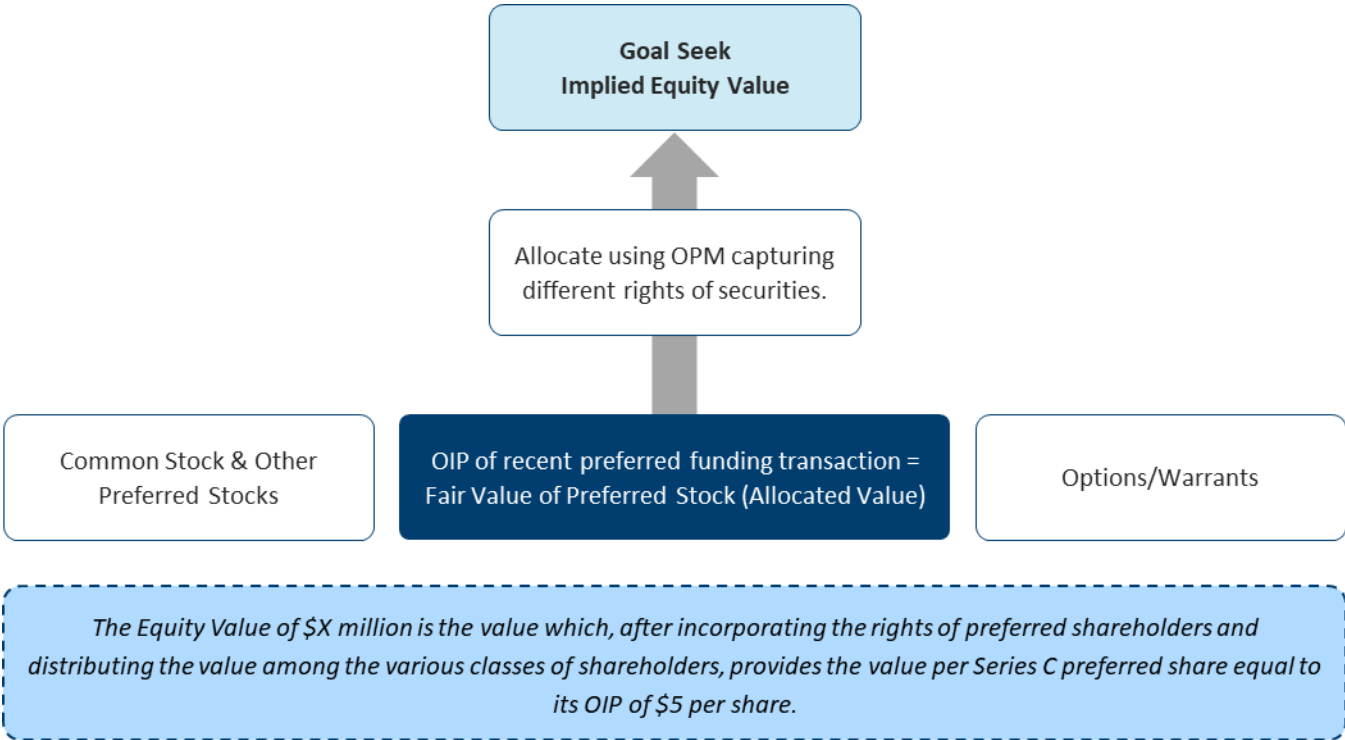 Goal Seek
Implied Equity Value
Allocate using OPM capturing
different rights of securities.
Common Stock & Other
Preferred Stocks
OIP of recent preferred funding transaction =
Fair Value of Preferred Stock (Allocated Value)
Options/Warrants
The Equity Value of $X million is the value which, after incorporating the rights of preferred shareholders and
distributing the value among the various classes of shareholders, provides the value per Series C preferred share equal to
its OIP of $5 per share.